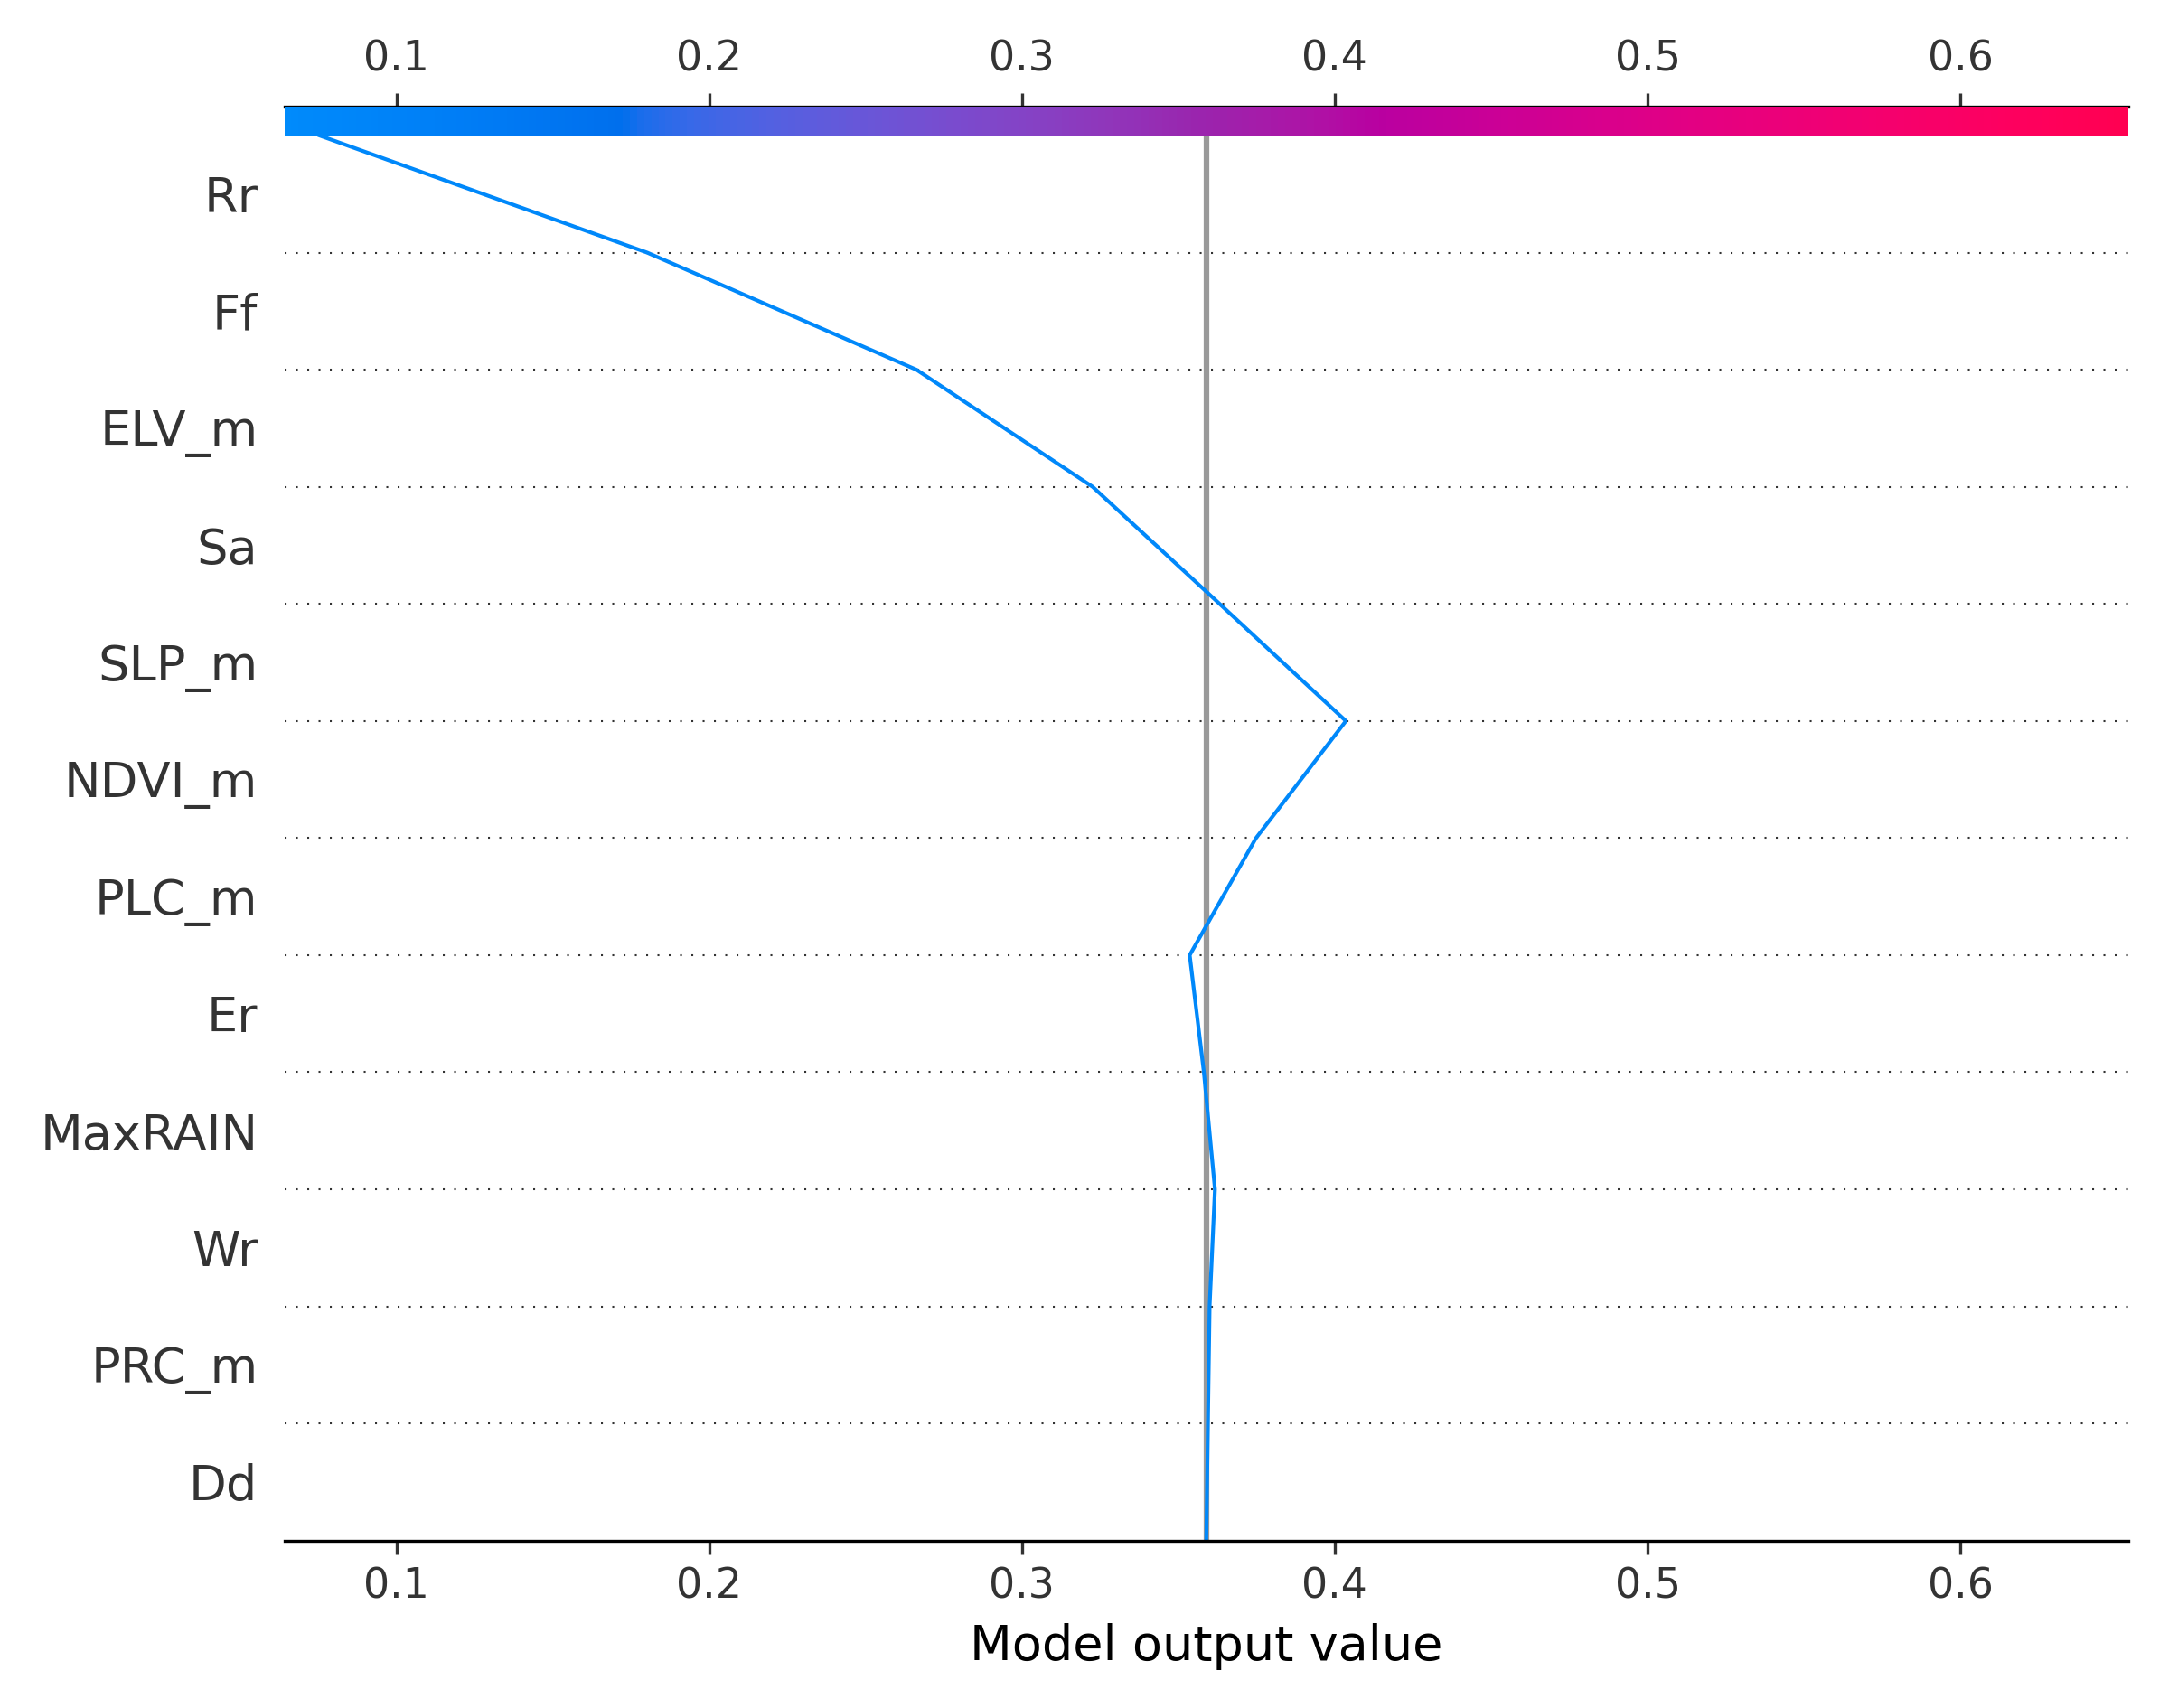 0.1 0.2 0.3 0.4 0.5 0.6
Rr
Ff
ELV_m
Sa
SLP_m
NDVI_m
PLC_m
Er
MaxRAIN
Wr
PRC_m
Dd
0.1 0.2 0.3 0.4 0.5 0.6
Model output value